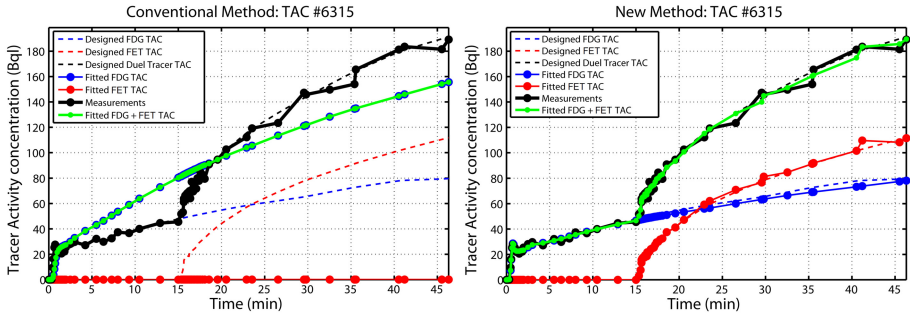 Conventional Method: TAC #6315
Tracer Activity concentration (Bql)
180
160
140
120
100
80
60
40
20
0
Designed FDG TAC
Designed FET TAC
Designed Duel Tracer TAC
Fitted FDG TAC
Fitted FET TAC
Measurements
Fitted FDG + FET TAC
0 5 10 15 20 25 30 35 40 45
Time (min)
New Method: TAC #6315
Tracer Activity concentration (Bql)
180
160
140
120
100
80
60
40
20
0
Designed FDG TAC
Designed FET TAC
Designed Duel Tracer TAC
Fitted FDG TAC
Fitted FET TAC
Measurements
Fitted FDG + FET TAC
0 5 10 15 20 25 30 35 40 45
Time (min)